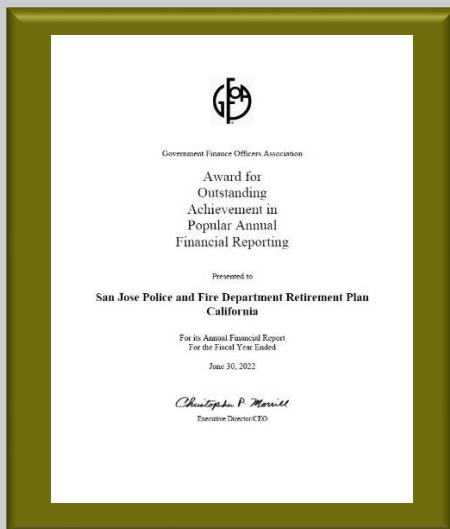 GFOA
Government Finance Officers Association
Award for
Outstanding
Achievement in
Popular Annual
Financial Reporting
Presented to
San Jose Police and Fire Department Retirement Plan
California
For its Annual Financial Report
For the Fiscal Year Ended
June 30, 2022
Christopher P. Morrill
Executive Director/CEO